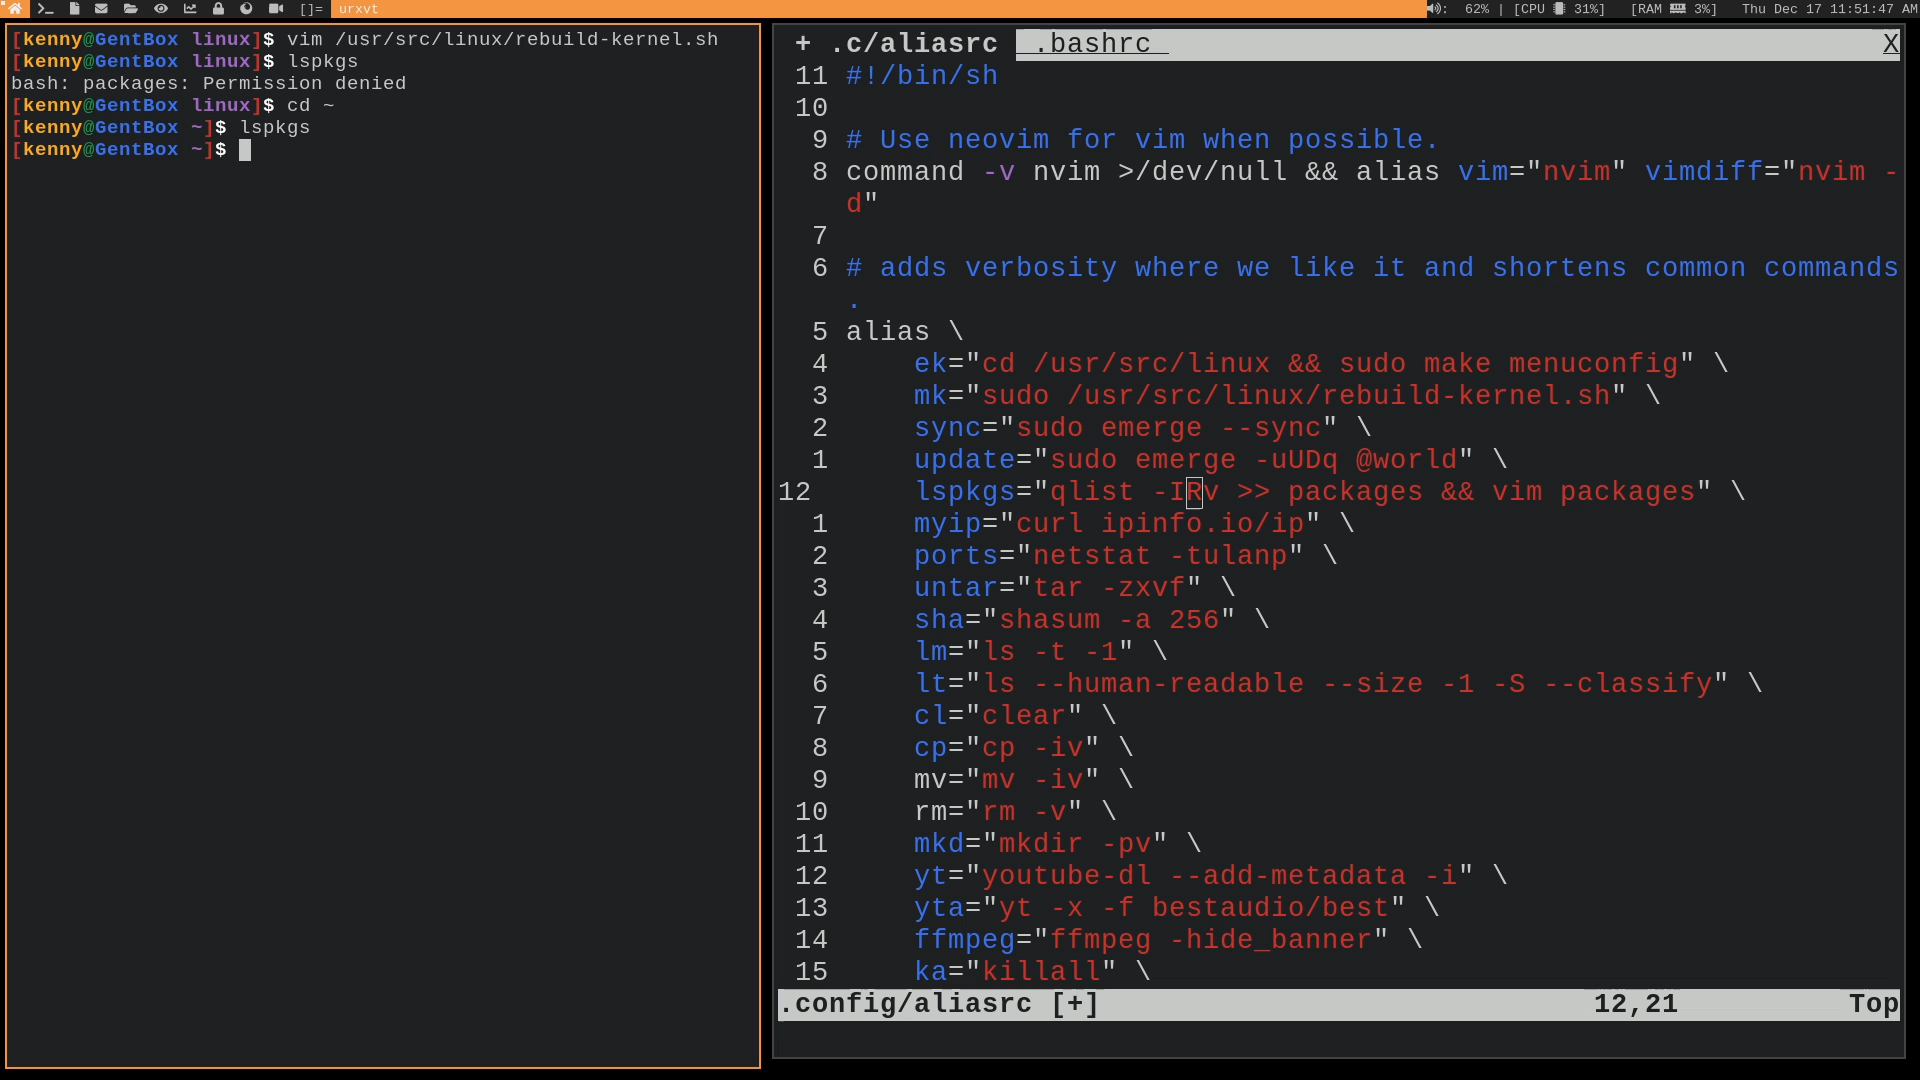 []= urxvt 62% | [CPU 31%] [RAM 3%] Thu Dec 17 11:51:47 AM
[kenny@GentBox linux]$ vim /usr/src/linux/rebuild-kernel.sh
[kenny@GentBox linux]$ lspkgs
bash: packages: Permission denied
[kenny@GentBox linux]$ cd ~
[kenny@GentBox ~]$ lspkgs
[kenny@GentBox ~]$
+ .c/aliasrc .bashrc X
11 #!/bin/sh
10
9 # Use neovim for vim when possible.
8 command -v nvim >/dev/null && alias vim="nvim" vimdiff="nvim -
d"
7
6 # adds verbosity where we like it and shortens common commands
.
5 alias \
4 ek="cd /usr/src/linux && sudo make menuconfig" \
3 mk="sudo /usr/src/linux/rebuild-kernel.sh" \
2 sync="sudo emerge --sync" \
1 update="sudo emerge -uUDq @world" \
12 lspkgs="qlist -IRv >> packages && vim packages" \
1 myip="curl ipinfo.io/ip" \
2 ports="netstat -tulanp" \
3 untar="tar -zxvf" \
4 sha="shasum -a 256" \
5 lm="ls -t -1" \
6 lt="ls --human-readable --size -1 -S --classify" \
7 cl="clear" \
8 cp="cp -iv" \
9 mv="mv -iv" \
10 rm="rm -v" \
11 mkd="mkdir -pv" \
12 yt="youtube-dl --add-metadata -i" \
13 yta="yt -x -f bestaudio/best" \
14 ffmpeg="ffmpeg -hide_banner" \
15 ka="killall" \
.config/aliasrc [+] 12,21 Top